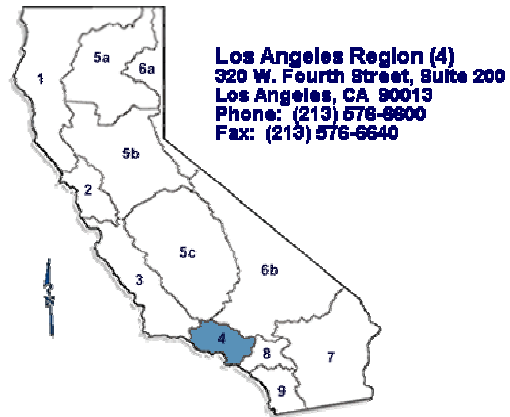 Los Angeles Region (4)
320 W. Fourth Street, Suite 200
Los Angeles, CA 90013
Phone: (213) 576-6600
Fax: (213) 576-6640
5a
6a
1
5b
2
5c
6b
3
4
8
7
9